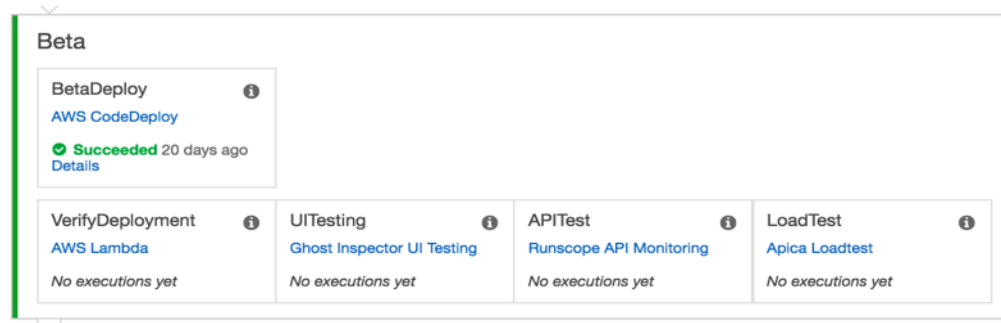 Beta
BetaDeploy
AWS CodeDeploy
Succeeded 20 days ago
Details
VerifyDeployment
AWS Lambda
No executions yet
UITesting
Ghost Inspector UI Testing
No executions yet
APITest
Runscope API Monitoring
No executions yet
LoadTest
Apica Loadtest
No executions yet